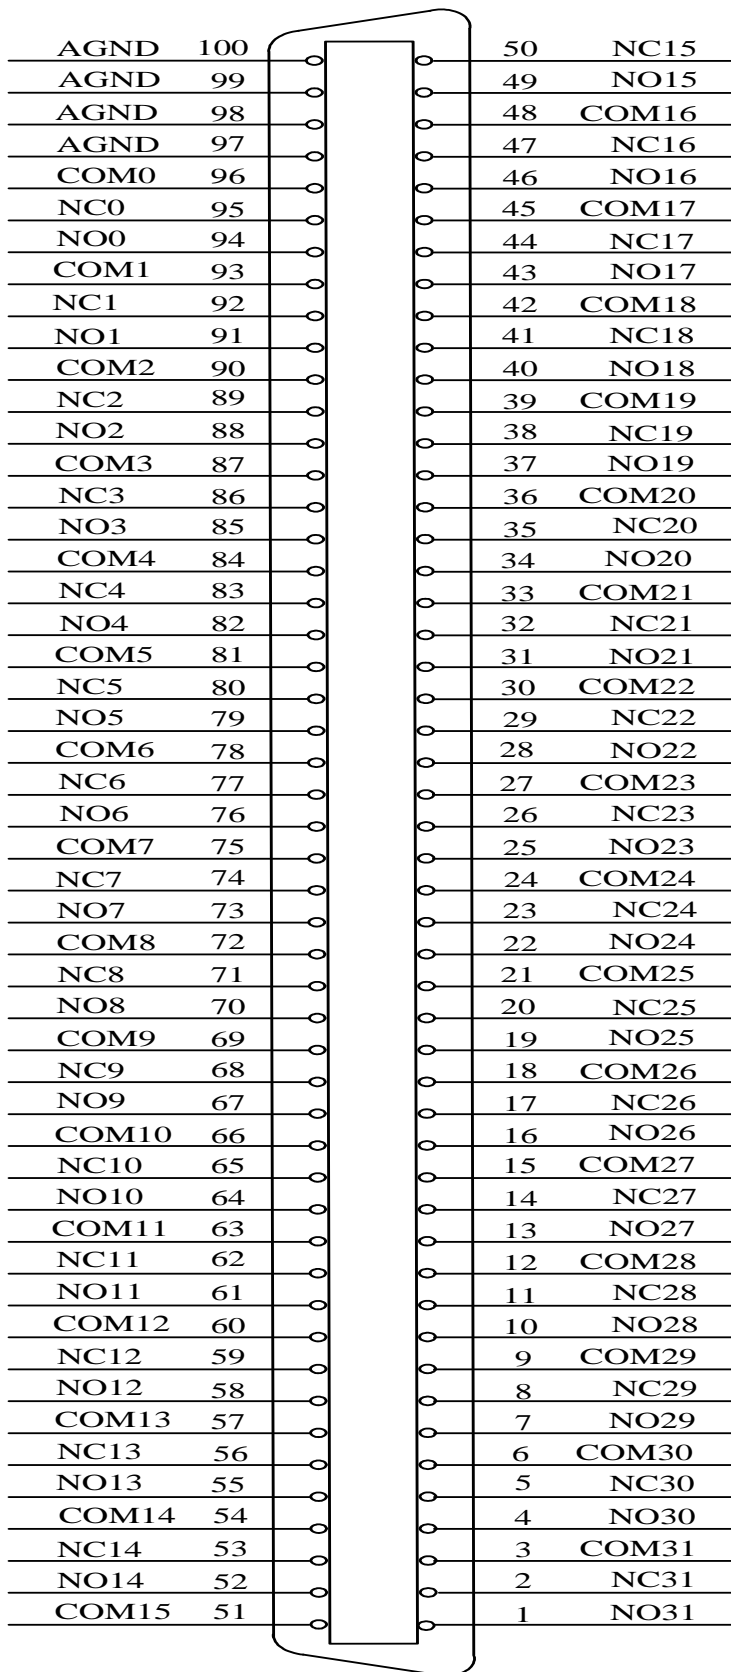 AGND 100 50 NC15
AGND 99 49 NO15
AGND 98 48 COM16
AGND 97 47 NC16
COM0 96 46 NO16
NC0 95 45 COM17
NO0 94 44 NC17
COM1 93 43 NO17
NC1 92 42 COM18
NO1 91 41 NC18
COM2 90 40 NO18
NC2 89 39 COM19
NO2 88 38 NC19
COM3 87 37 NO19
NC3 86 36 COM20
NO3 85 35 NC20
COM4 84 34 NO20
NC4 83 33 COM21
NO4 82 32 NC21
COM5 81 31 NO21
NC5 80 30 COM22
NO5 79 29 NC22
COM6 78 28 NO22
NC6 77 27 COM23
NO6 76 26 NC23
COM7 75 25 NO23
NC7 74 24 COM24
NO7 73 23 NC24
COM8 72 22 NO24
NC8 71 21 COM25
NO8 70 20 NC25
COM9 69 19 NO25
NC9 68 18 COM26
NO9 67 17 NC26
COM10 66 16 NO26
NC10 65 15 COM27
NO10 64 14 NC27
COM11 63 13 NO27
NC11 62 12 COM28
NO11 61 11 NC28
COM12 60 10 NO28
NC12 59 9 COM29
NO12 58 8 NC29
COM13 57 7 NO29
NC13 56 6 COM30
NO13 55 5 NC30
COM14 54 4 NO30
NC14 53 3 COM31
NO14 52 2 NC31
COM15 51 1 NO31